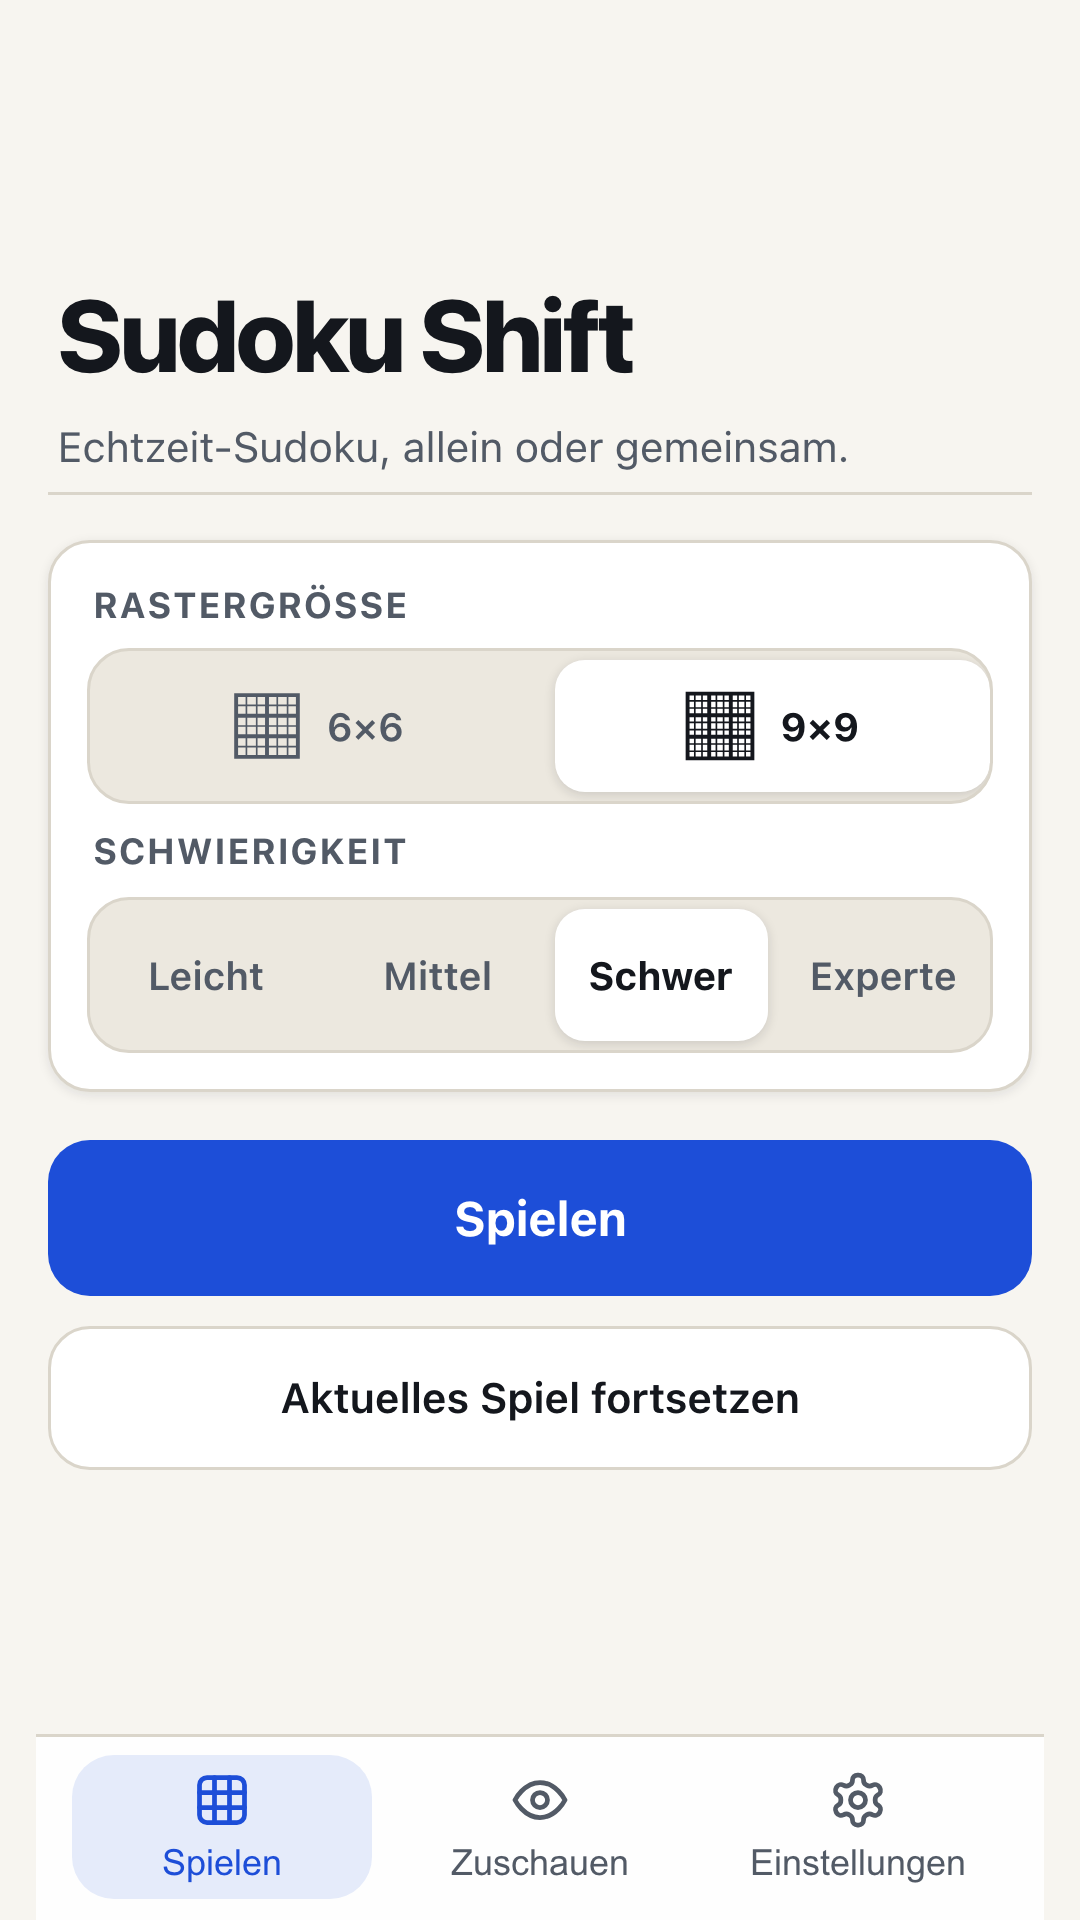 Sudoku Shift
Echtzeit-Sudoku, allein oder gemeinsam.
RASTERGRÖSSE
6×6 9×9
SCHWIERIGKEIT
Leicht Mittel Schwer Experte
Spielen
Aktuelles Spiel fortsetzen
Spielen Zuschauen Einstellungen